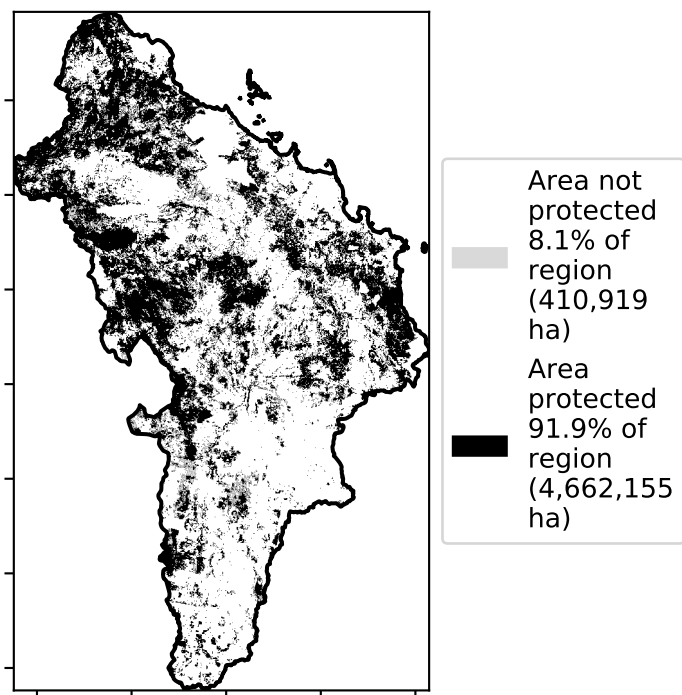 Area not
protected
8.1% of
region
(410,919
ha)
Area
protected
91.9% of
region
(4,662,155
ha)